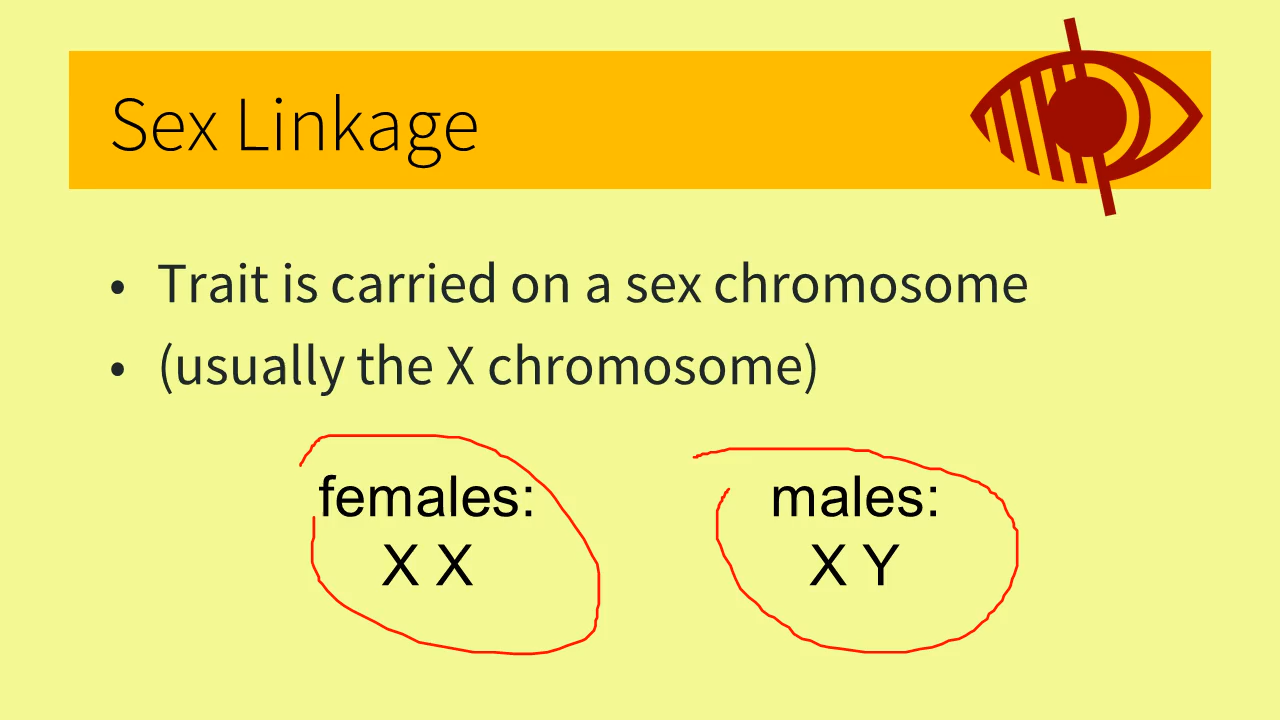 Sex Linkage
• Trait is carried on a sex chromosome
• (usually the X chromosome)
females:
X X
males:
X Y